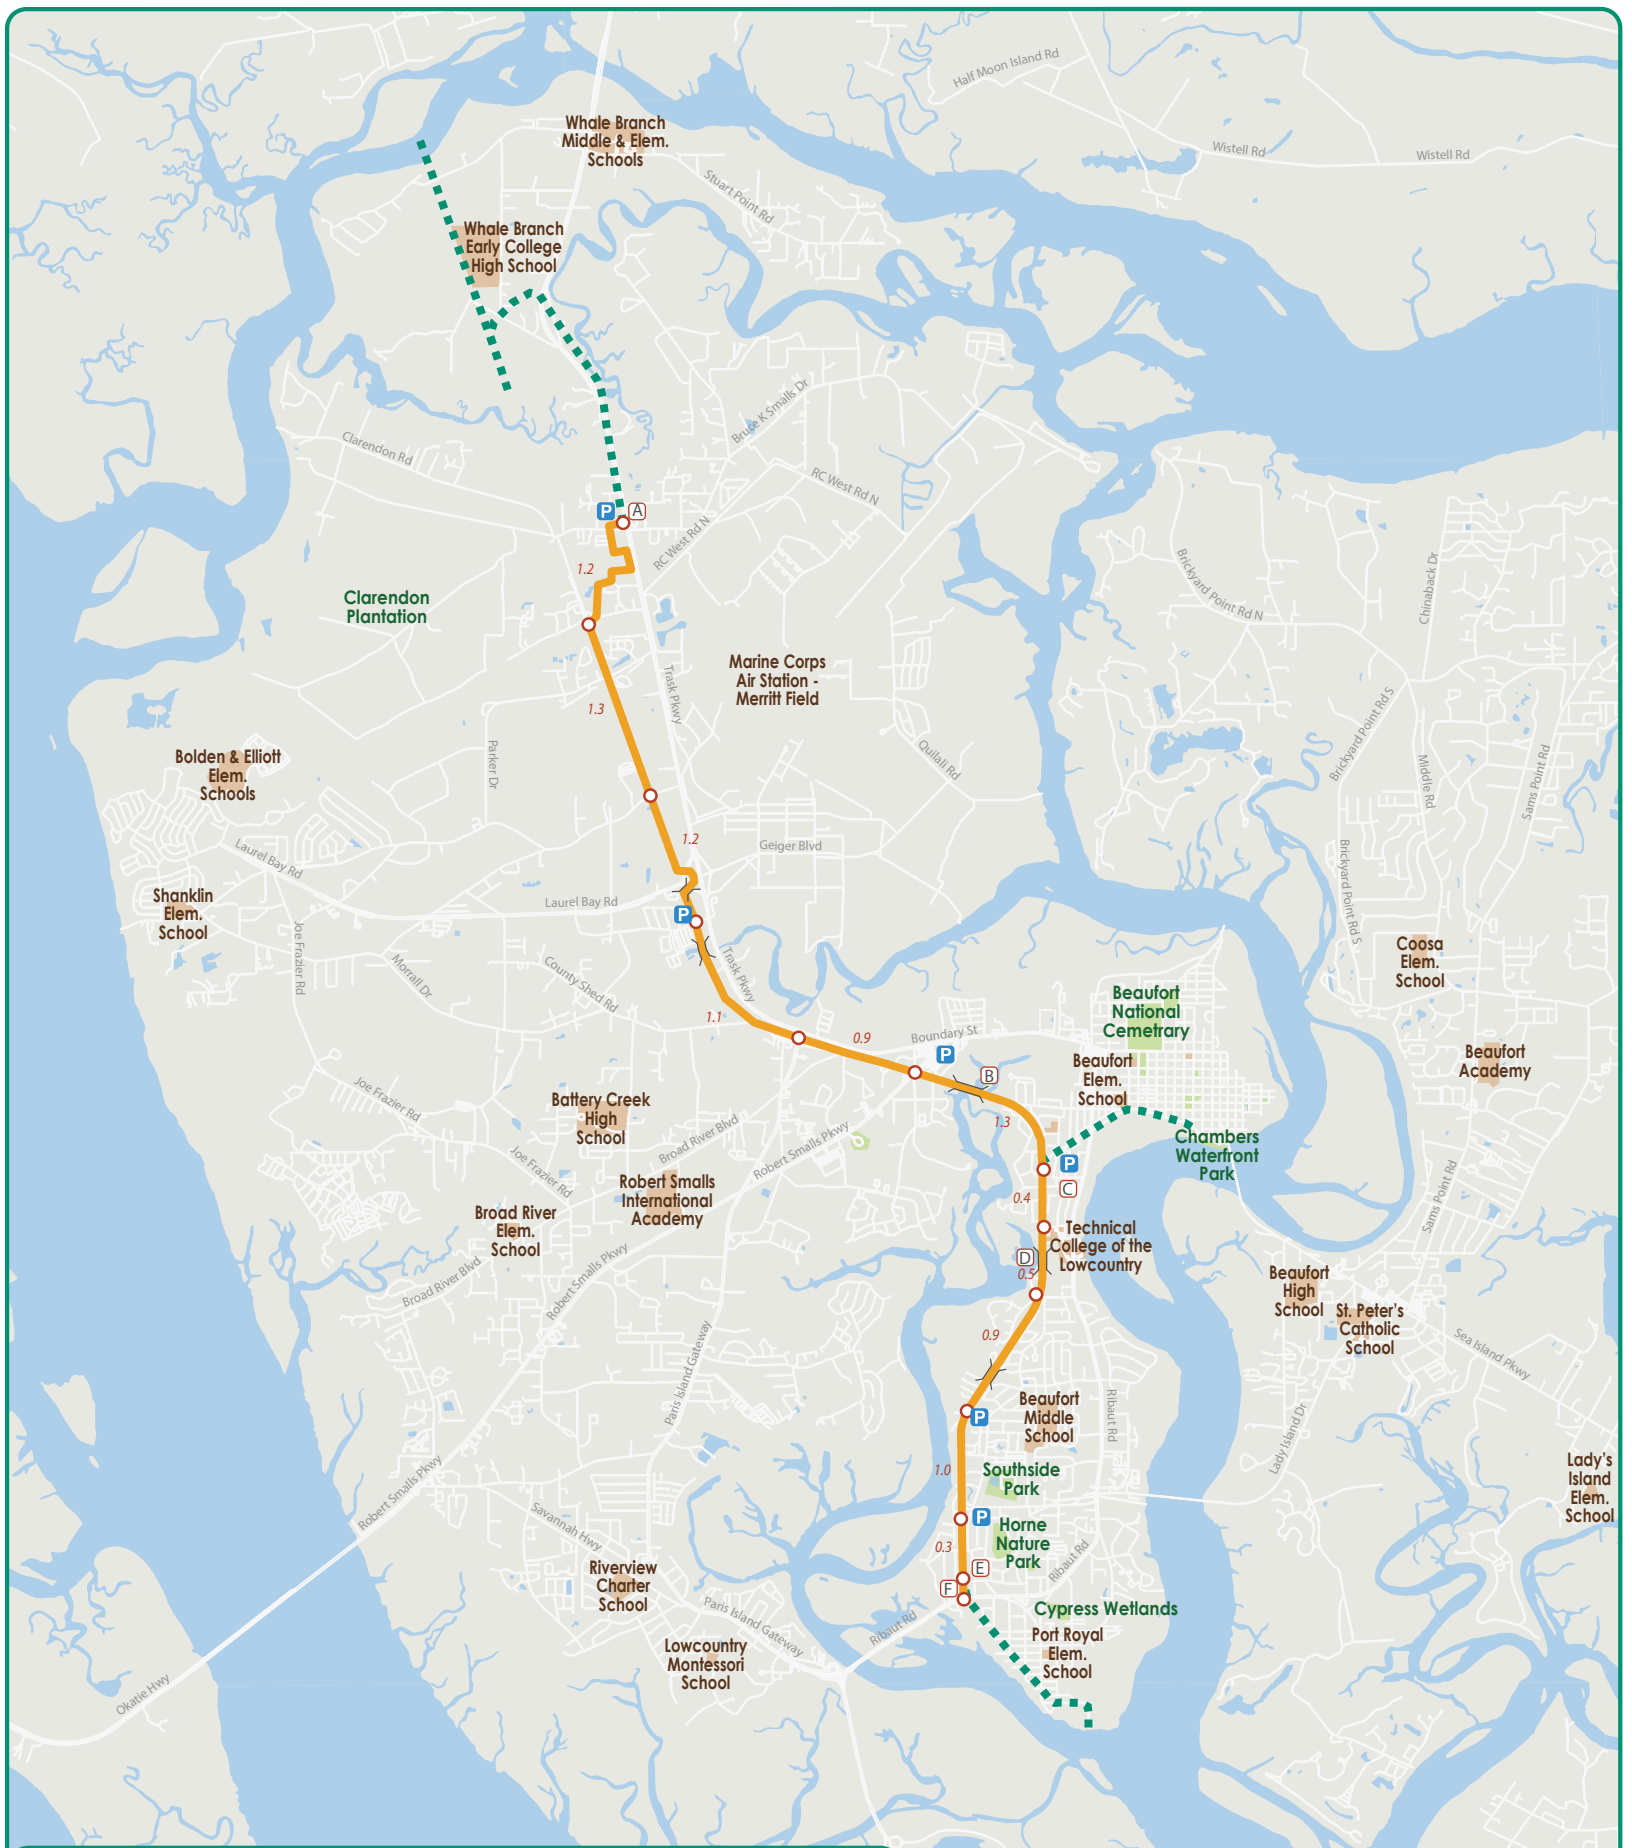 Half Moon Island Rd
Whale Branch
Middle & Elem.
Schools
Wistell Rd
Wistell Rd
Stuart Point Rd
Whale Branch
Early College
High School
Bruce K Smalls Dr
Clarendon Rd
RC West Rd N
P
A
RC West Rd N
1.2
Brickyard Point Rd N
Chinaback Dr
Clarendon
Plantation
Marine Corps
Air Station -
Merritt Field
Trask Pkwy
1.3
Brickyard Point Rd S
Parker Dr
Quilali Rd
Middle Rd
Sams Point Rd
Bolden & Elliott
Elem.
Schools
1.2
Geiger Blvd
Laurel Bay Rd
Brickyard Point Rd S
Shanklin
Elem.
School
Laurel Bay Rd
P
Joe Frazier Rd
Morrall Dr
County Shed Rd
Trask Pkwy
Coosa
Elem.
School
Beaufort
National
Cemetrary
1.1
0.9
Boundary St
P
B
Beaufort
Elem.
School
Beaufort
Academy
Joe Frazier Rd
Battery Creek
High
School
Broad River Blvd
Robert Smalls Pkwy
1.3
Chambers
Waterfront
Park
P
C
Joe Frazier Rd
Robert Smalls
International
Academy
0.4
Sams Point Rd
Broad River
Elem.
School
Technical
College of the
Lowcountry
D
0.5
Broad River Blvd
Robert Smalls Pkwy
Beaufort
High
School
St. Peter's
Catholic
School
Sea Island Pkwy
0.9
Paris Island Gateway
P
Beaufort
Middle
School
Ribaut Rd
Lady Island Dr
1.0
Southside
Park
Lady's
Island
Elem.
School
Robert Smalls Pkwy
Savannah Hwy
P
Horne
Nature
Park
0.3
Ribaut Rd
E
F
Riverview
Charter
School
Paris Island Gateway
Ribaut Rd
Cypress Wetlands
Port Royal
Elem.
School
Lowcountry
Montessori
School
Okatie Hwy